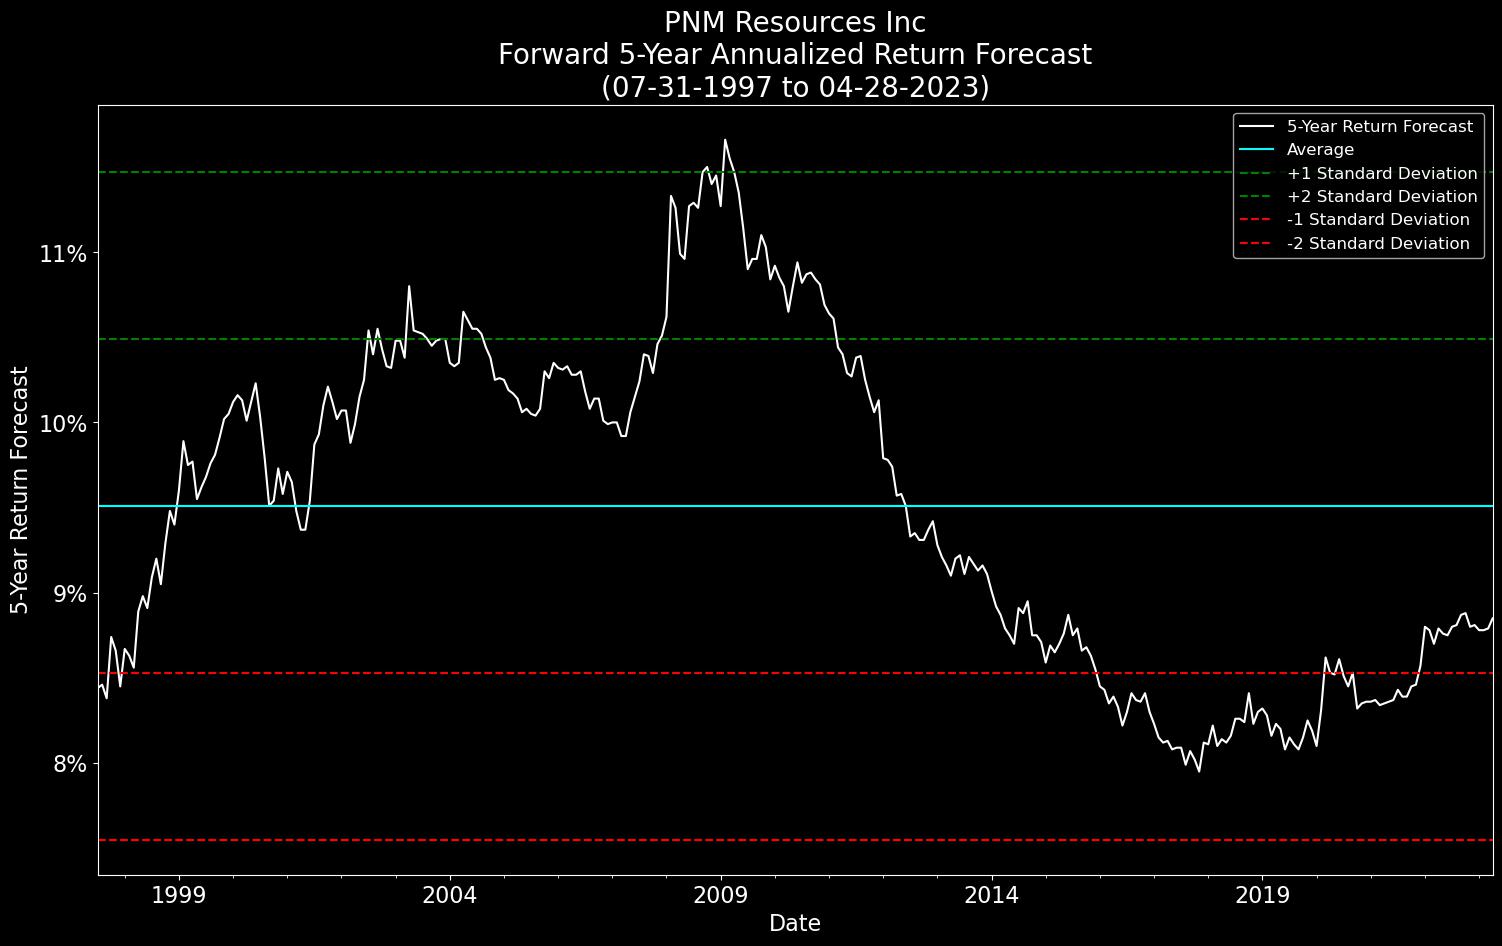 PNM Resources Inc
Forward 5-Year Annualized Return Forecast
(07-31-1997 to 04-28-2023)
5-Year Return Forecast
Average
+1 Standard Deviation
+2 Standard Deviation
-1 Standard Deviation
-2 Standard Deviation
5-Year Return Forecast
11%
10%
9%
8%
1999 2004 2009 2014 2019
Date